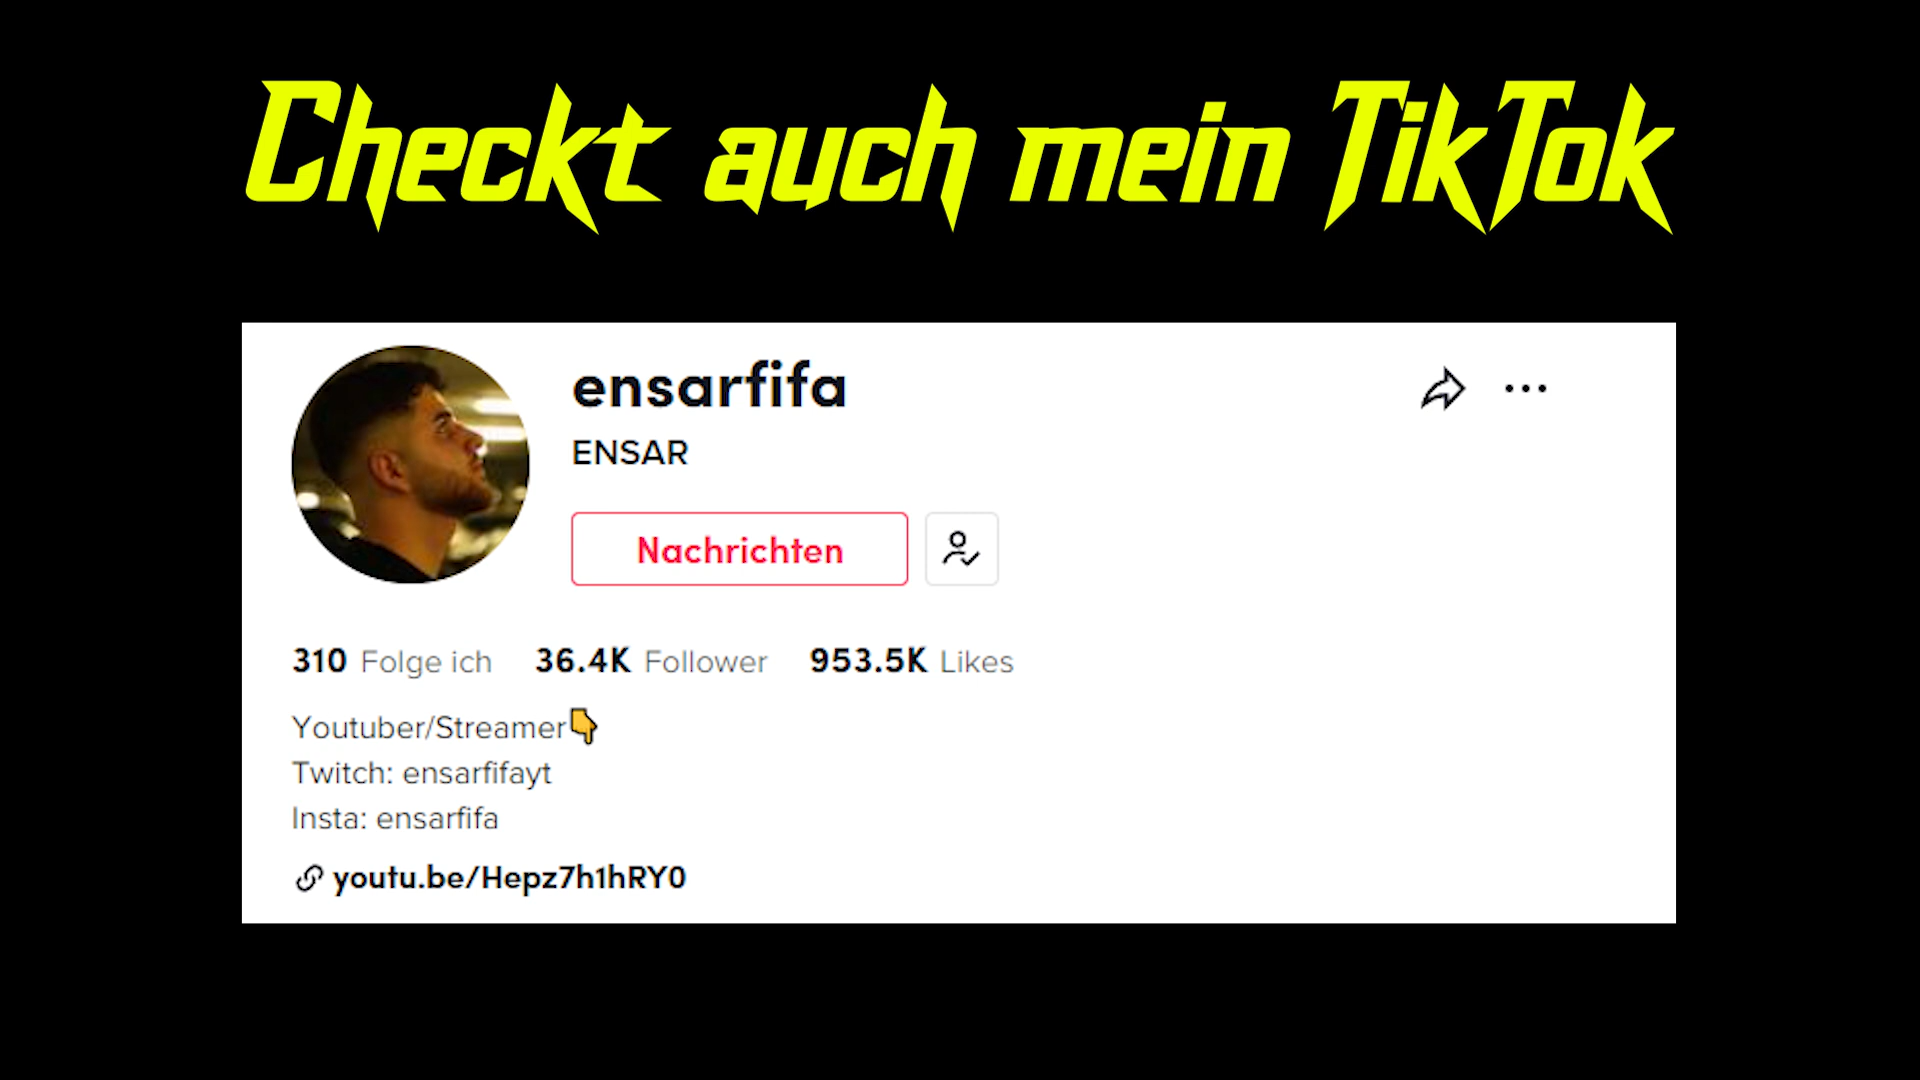 Checkt auch mein TikTok
ensarfifa
ENSAR
Nachrichten
310 Folge ich 36.4K Follower 953.5K Likes
Youtuber/Streamer👇
Twitch: ensarfifayt
Insta: ensarfifa
youtu.be/Hepz7h1hRY0